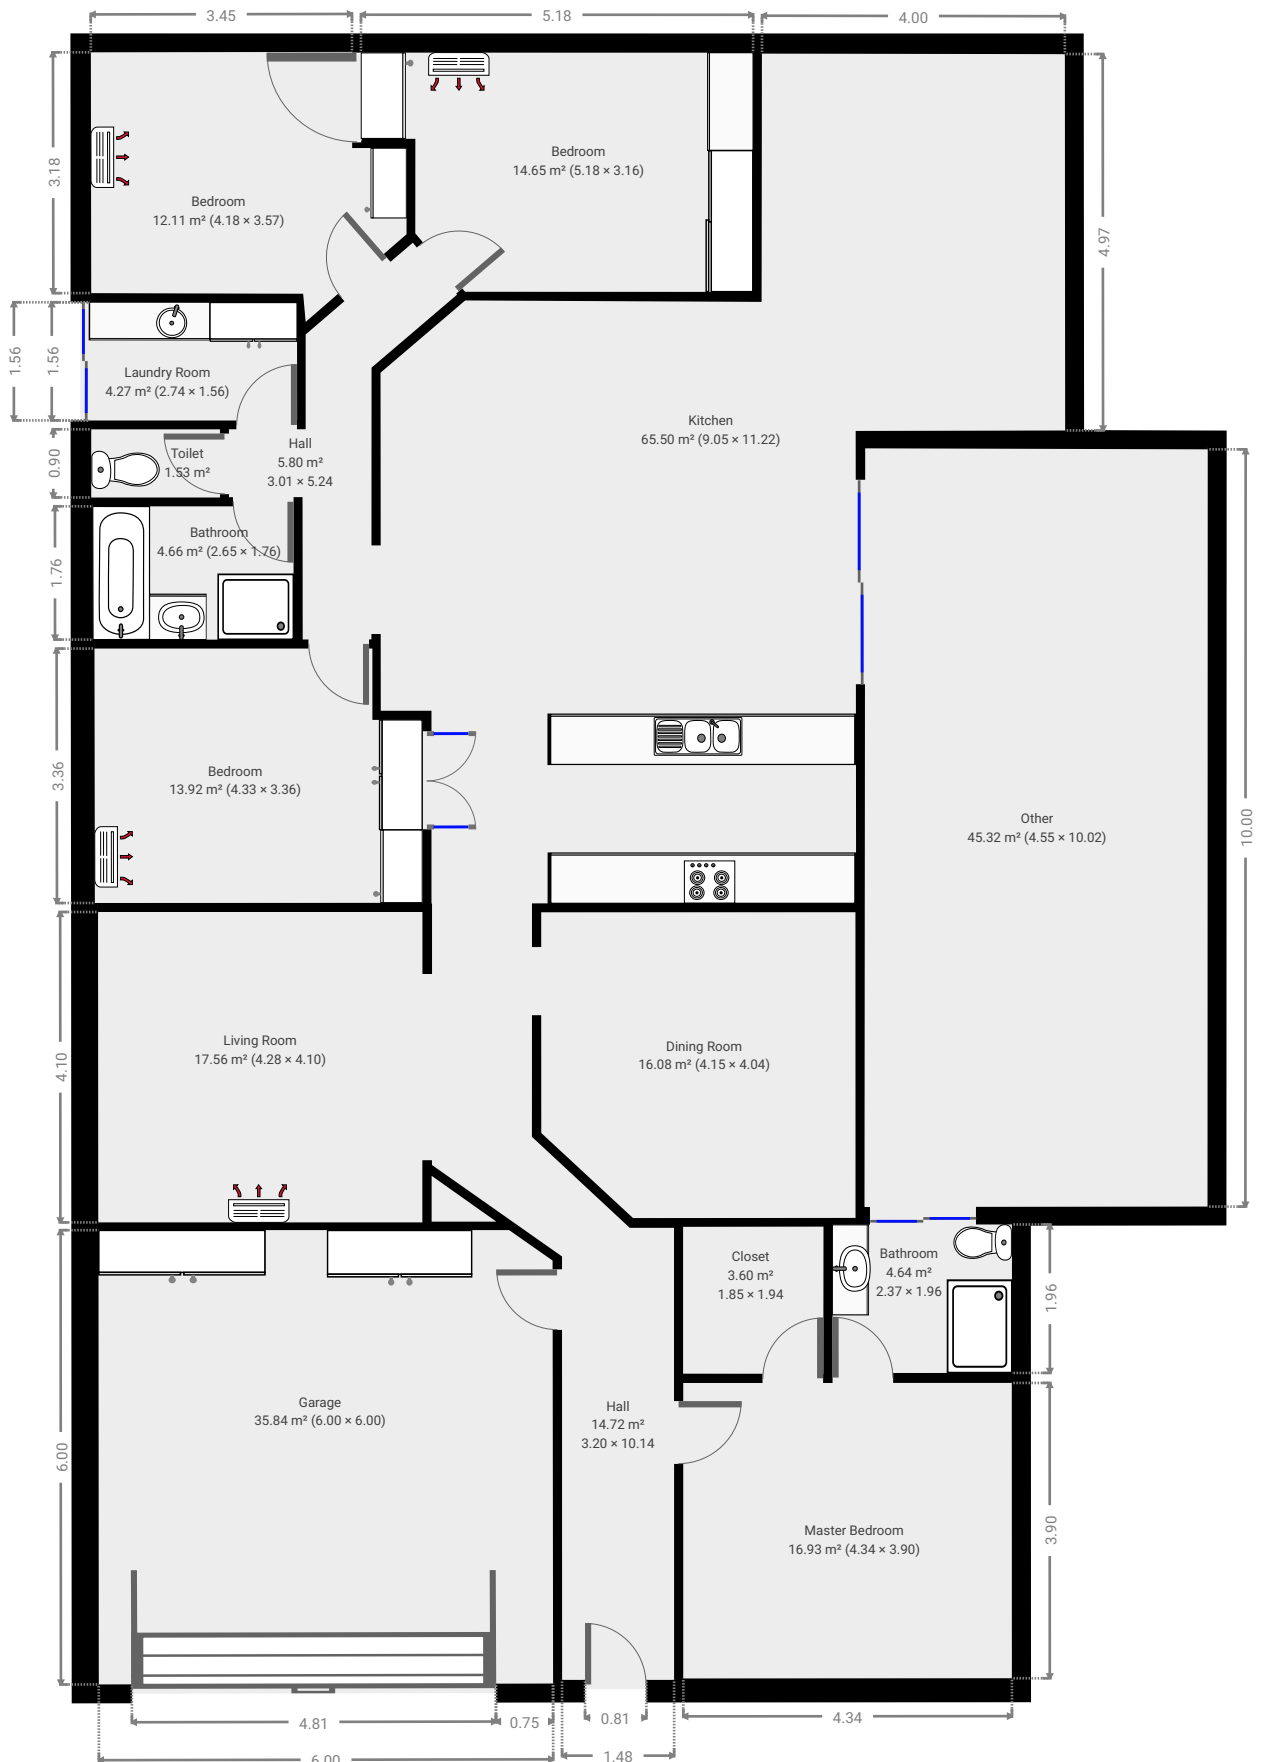 3.45
5.18
4.00
3.18
4.97
Bedroom
14.65 m² (5.18 × 3.16)
Bedroom
12.11 m² (4.18 × 3.57)
1.56
1.56
Laundry Room
4.27 m² (2.74 × 1.56)
Kitchen
65.50 m² (9.05 × 11.22)
0.90
Toilet
1.53 m²
Hall
5.80 m²
3.01 × 5.24
1.76
Bathroom
4.66 m² (2.65 × 1.76)
3.36
Bedroom
13.92 m² (4.33 × 3.36)
Other
45.32 m² (4.55 × 10.02)
10.00
4.10
Living Room
17.56 m² (4.28 × 4.10)
Dining Room
16.08 m² (4.15 × 4.04)
Closet
3.60 m²
1.85 × 1.94
Bathroom
4.64 m²
2.37 × 1.96
1.96
6.00
Garage
35.84 m² (6.00 × 6.00)
Hall
14.72 m²
3.20 × 10.14
Master Bedroom
16.93 m² (4.34 × 3.90)
3.90
4.81
0.75
0.81
4.34
6.00
1.48